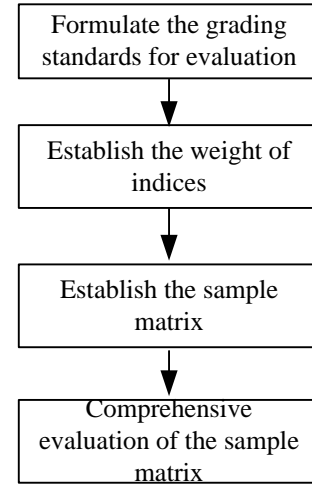 Formulate the grading
standards for evaluation
Establish the weight of
indices
Establish the sample
matrix
Comprehensive
evaluation of the sample
matrix